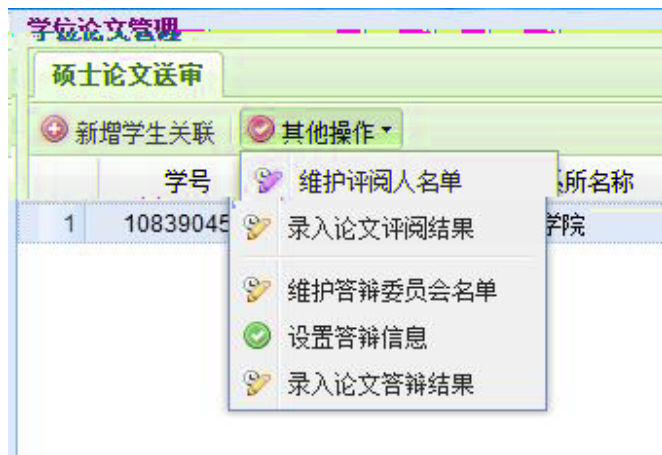 学位论文管理
硕士论文送审
新增学生关联 其他操作
学号 系所名称
维护评阅人名单
1 10839045 学院
录入论文评阅结果
维护答辩委员会名单
设置答辩信息
录入论文答辩结果